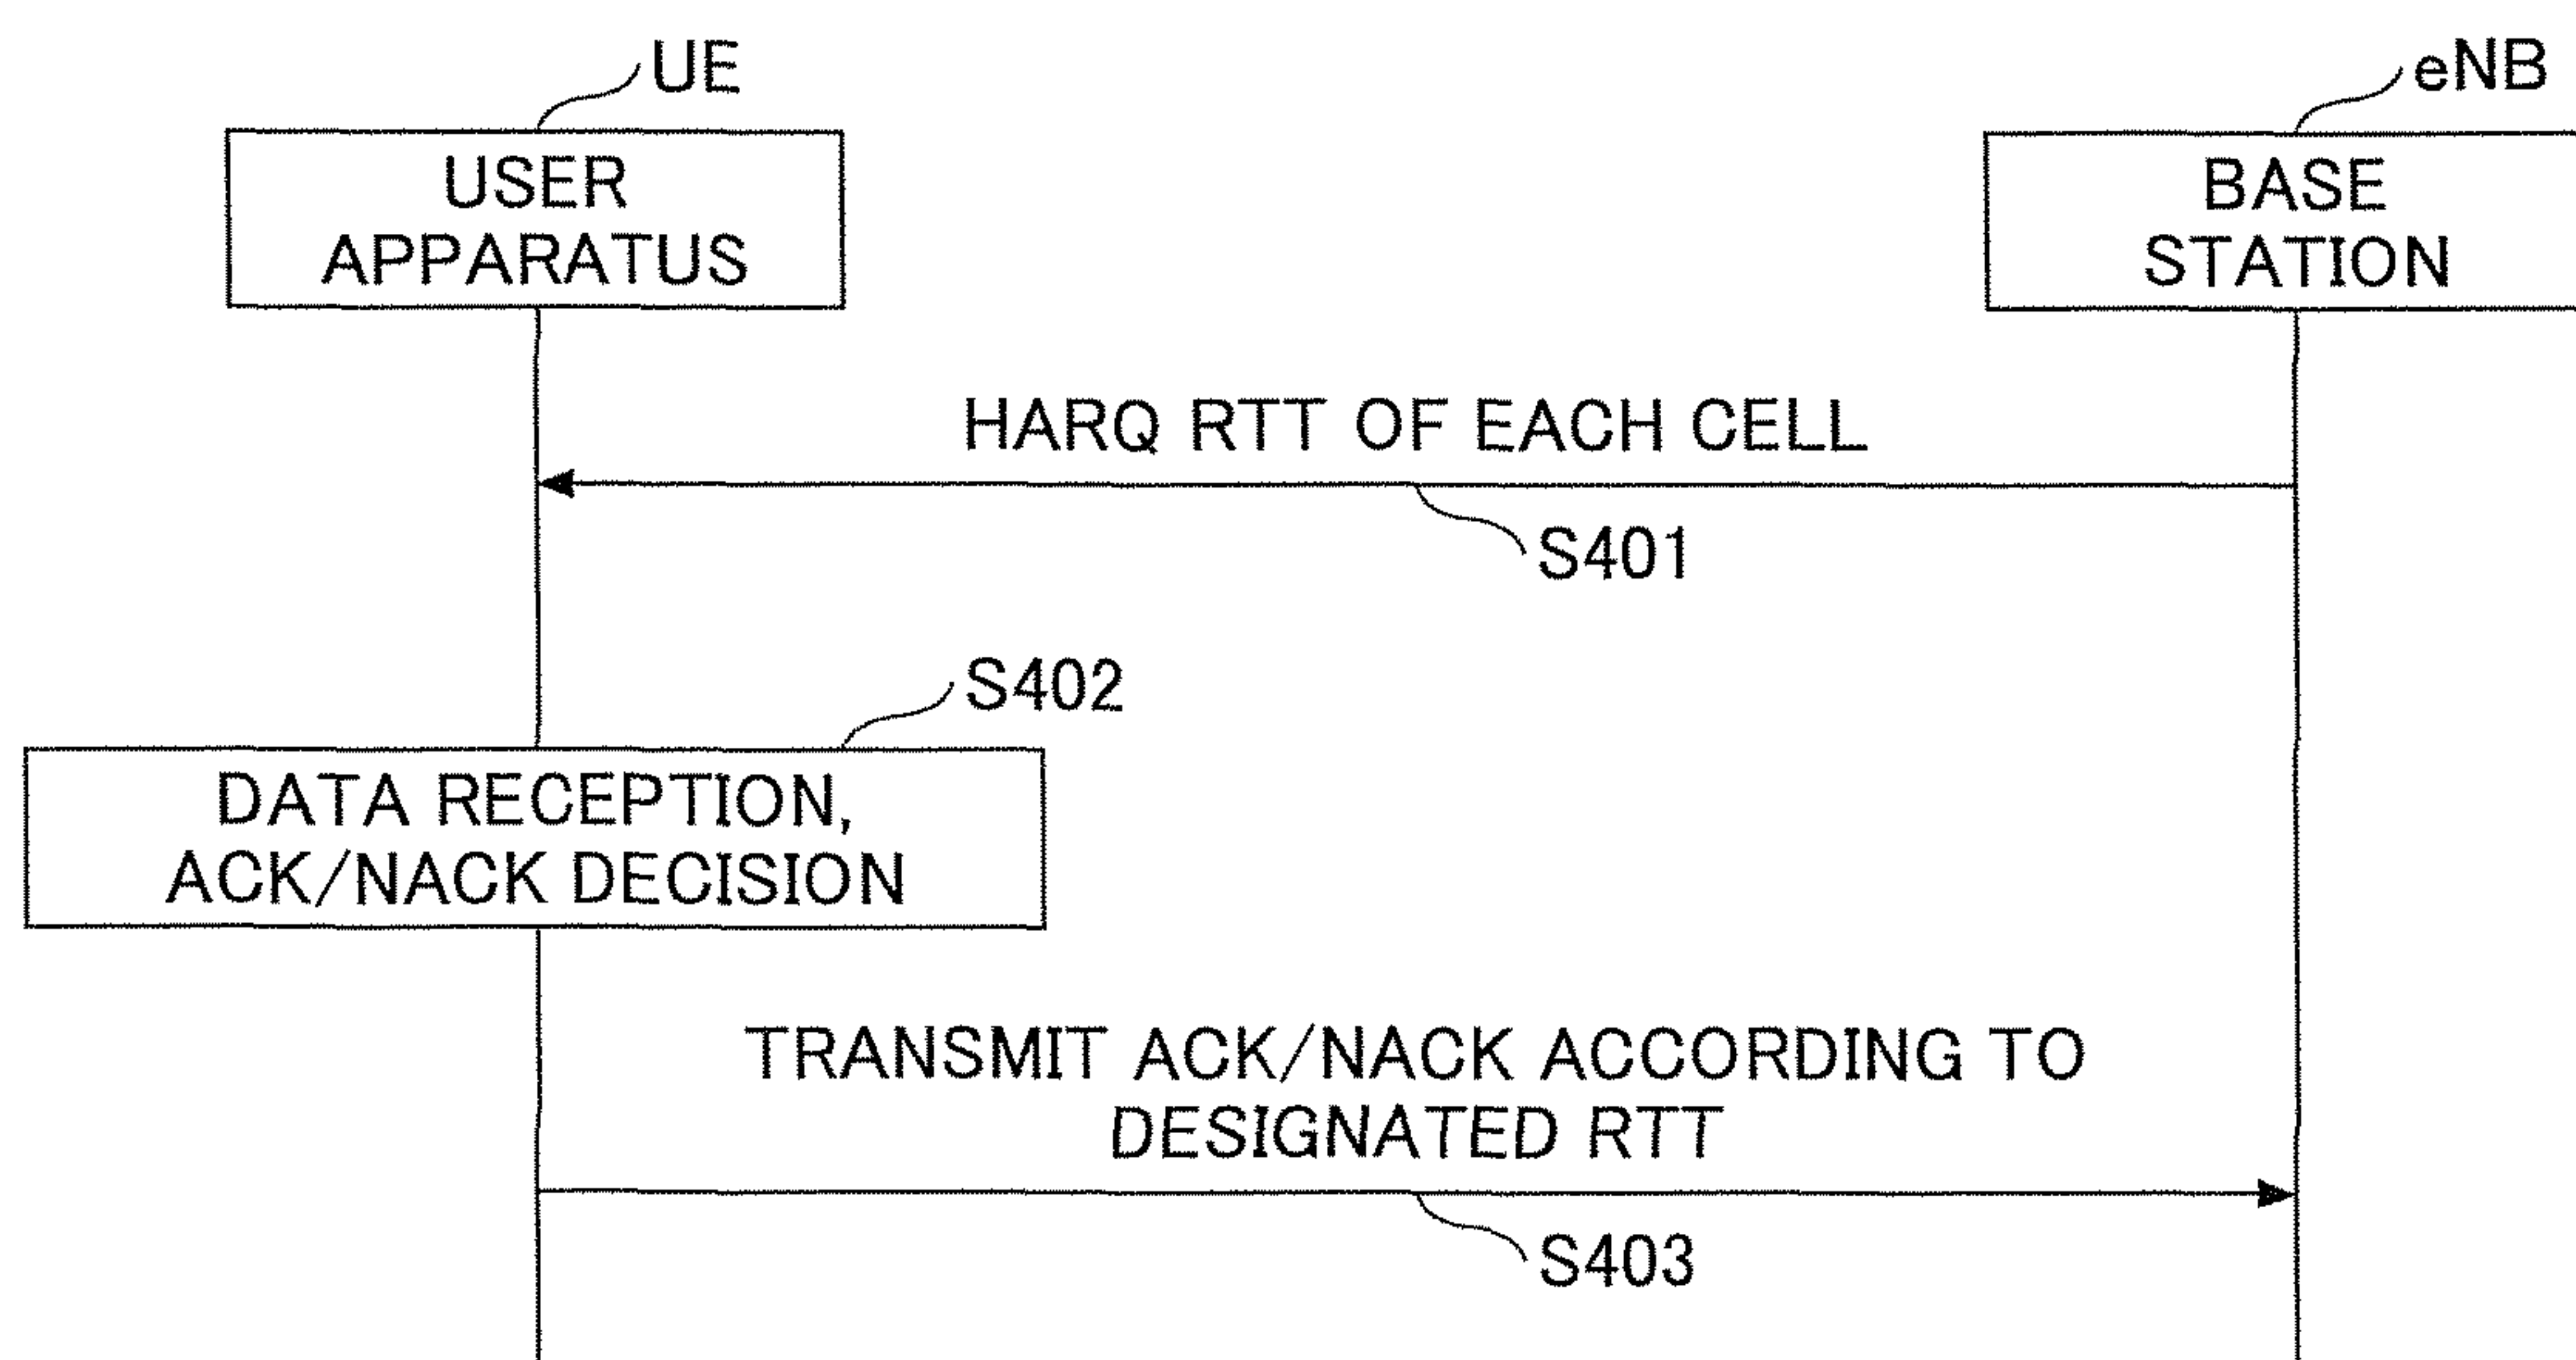 UE
eNB
USER
APPARATUS
BASE
STATION
HARQ RTT OF EACH CELL
S401
S402
DATA RECEPTION,
ACK/NACK DECISION
TRANSMIT ACK/NACK ACCORDING TO
DESIGNATED RTT
S403